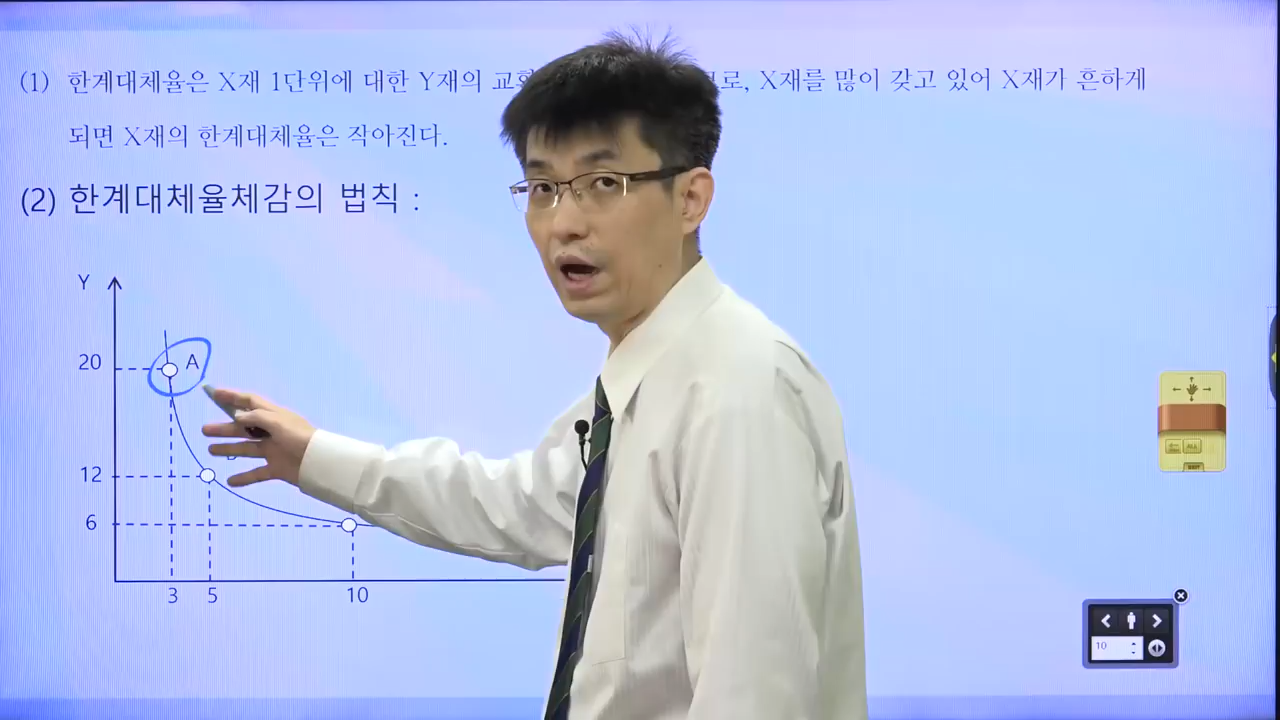 (1) 한계대체율은 X재 1단위에 대한 Y재의 로, X재를 많이 갖고 있어 X재가 흔하게
되면 X재의 한계대체율은 작아진다.
(2) 한계대체율체감의 법칙 :
Y
20
A
12
6
3 5 10
ALL
EXIT
10